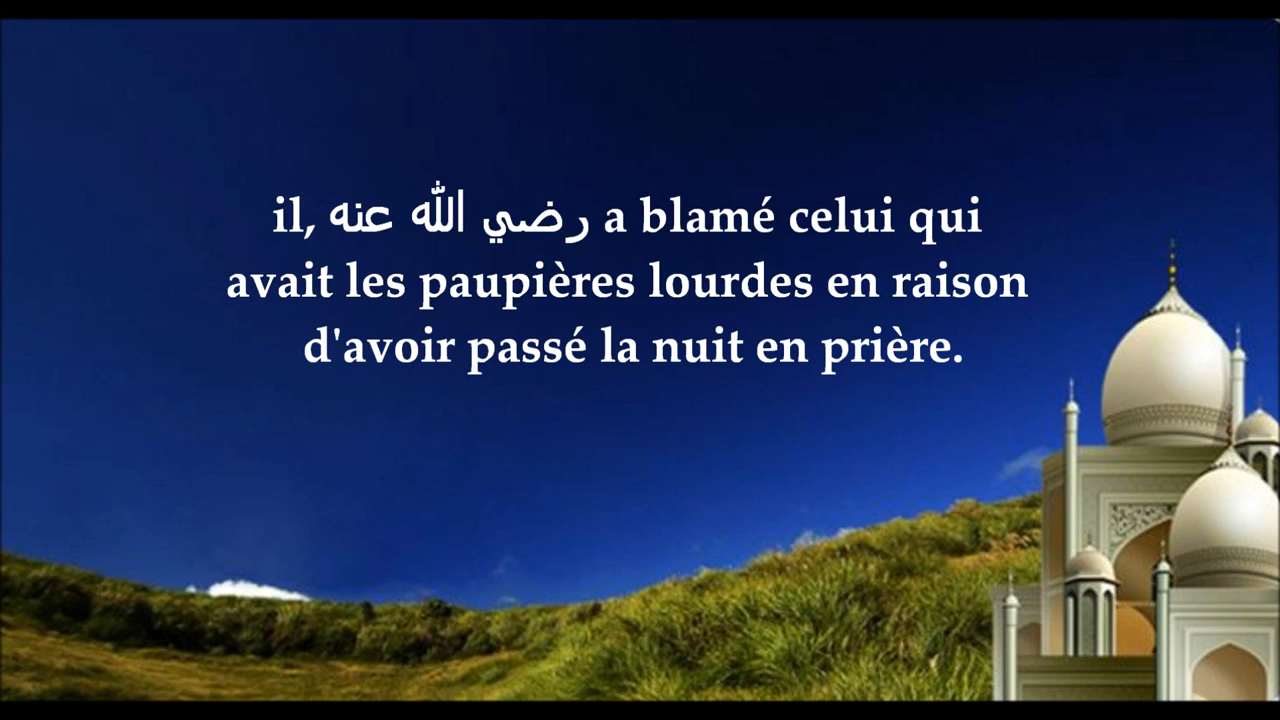 il, رضي الله عنه a blamé celui qui
avait les paupières lourdes en raison
d'avoir passé la nuit en prière.